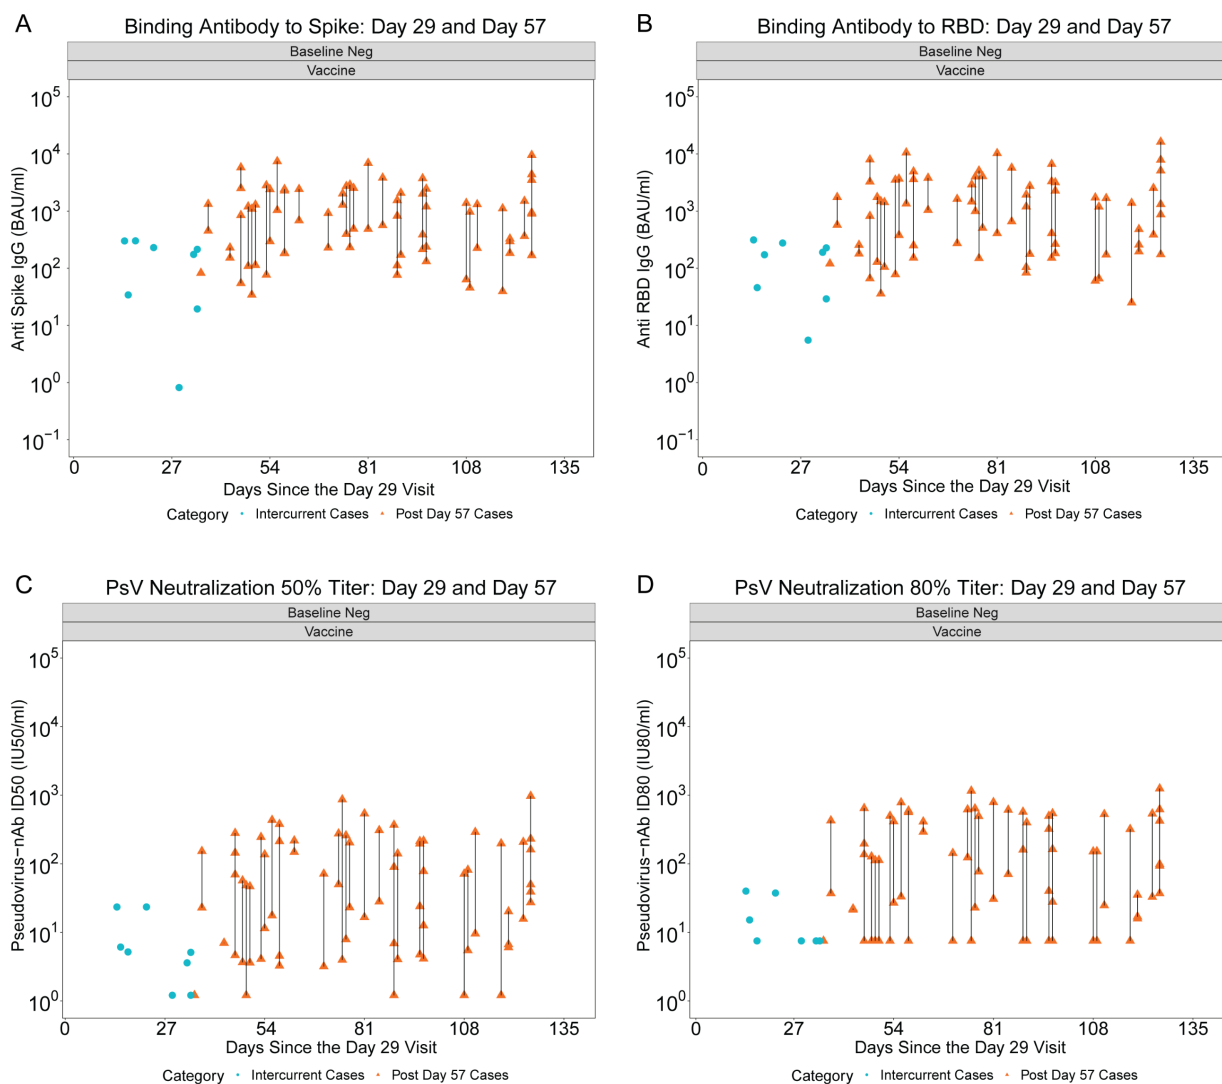 A
Binding Antibody to Spike: Day 29 and Day 57
Baseline Neg
Vaccine
Anti Spike IgG (BAU/ml)
10^5
10^4
10^3
10^2
10^1
10^0
10^−1
0 27 54 81 108 135
Days Since the Day 29 Visit
Category Intercurrent Cases Post Day 57 Cases
B
Binding Antibody to RBD: Day 29 and Day 57
Baseline Neg
Vaccine
Anti RBD IgG (BAU/ml)
10^5
10^4
10^3
10^2
10^1
10^0
10^−1
0 27 54 81 108 135
Days Since the Day 29 Visit
Category Intercurrent Cases Post Day 57 Cases
C
PsV Neutralization 50% Titer: Day 29 and Day 57
Baseline Neg
Vaccine
Pseudovirus−nAb ID50 (IU50/ml)
10^5
10^4
10^3
10^2
10^1
10^0
0 27 54 81 108 135
Days Since the Day 29 Visit
Category Intercurrent Cases Post Day 57 Cases
D
PsV Neutralization 80% Titer: Day 29 and Day 57
Baseline Neg
Vaccine
Pseudovirus−nAb ID80 (IU80/ml)
10^5
10^4
10^3
10^2
10^1
10^0
0 27 54 81 108 135
Days Since the Day 29 Visit
Category Intercurrent Cases Post Day 57 Cases